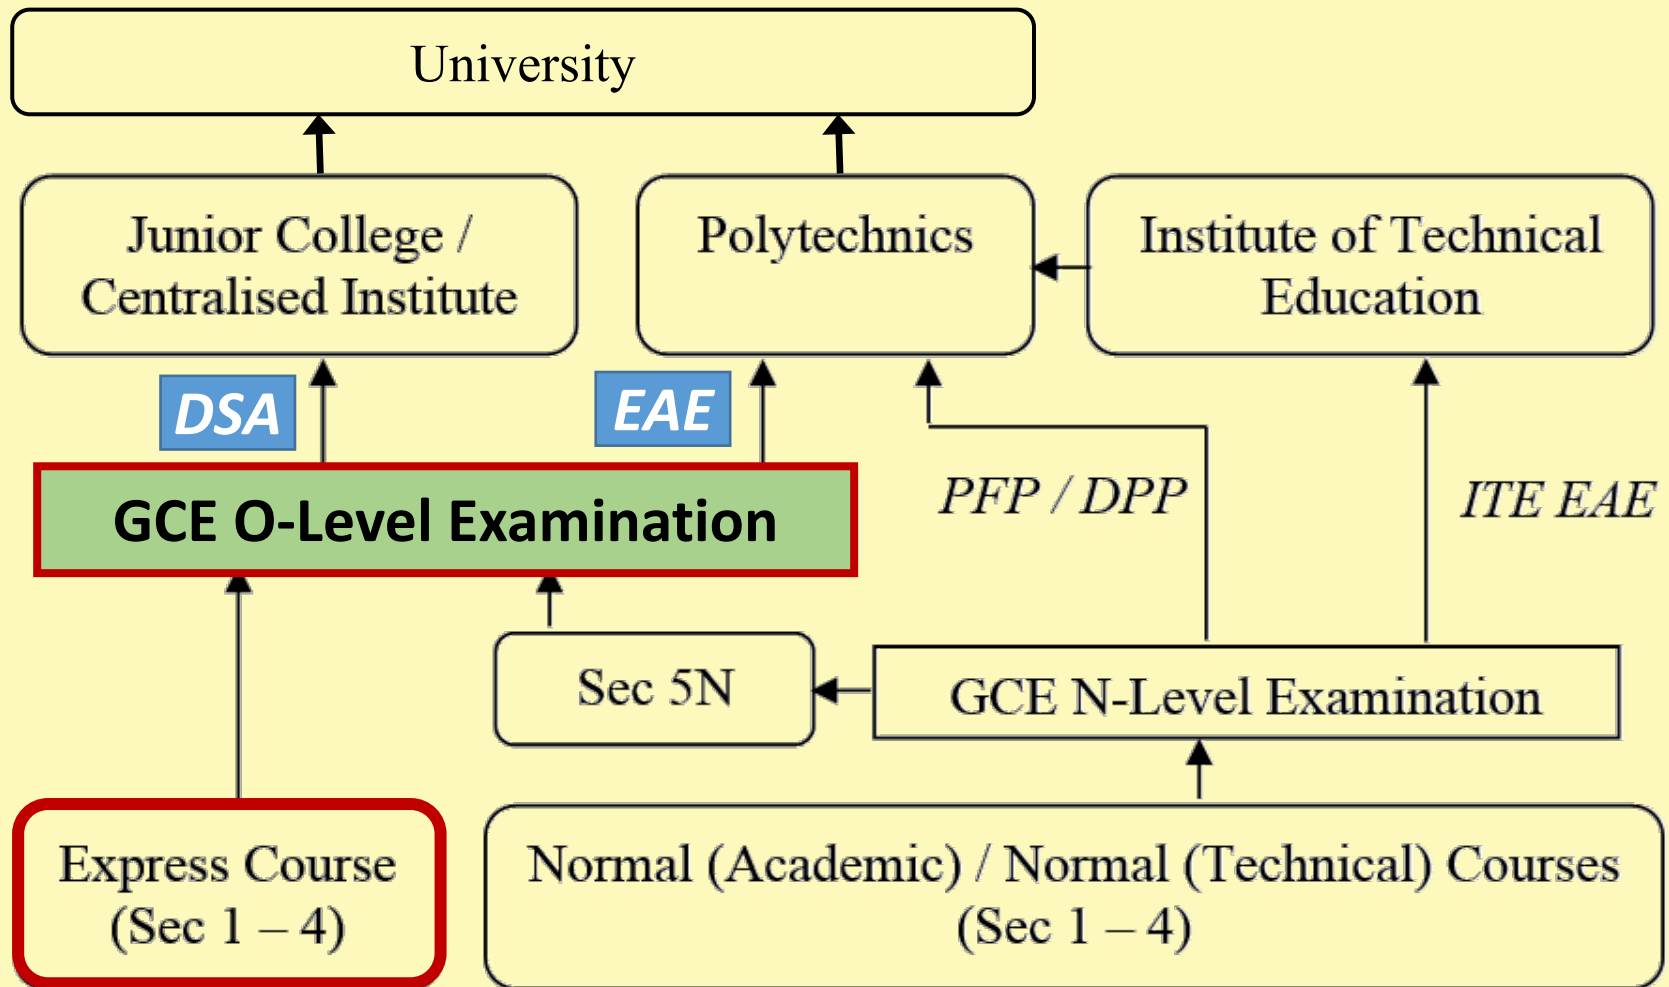 University
Junior College /
Centralised Institute
Polytechnics
Institute of Technical
Education
DSA
EAE
PFP / DPP
ITE EAE
GCE O-Level Examination
Sec 5N
GCE N-Level Examination
Express Course
(Sec 1 – 4)
Normal (Academic) / Normal (Technical) Courses
(Sec 1 – 4)